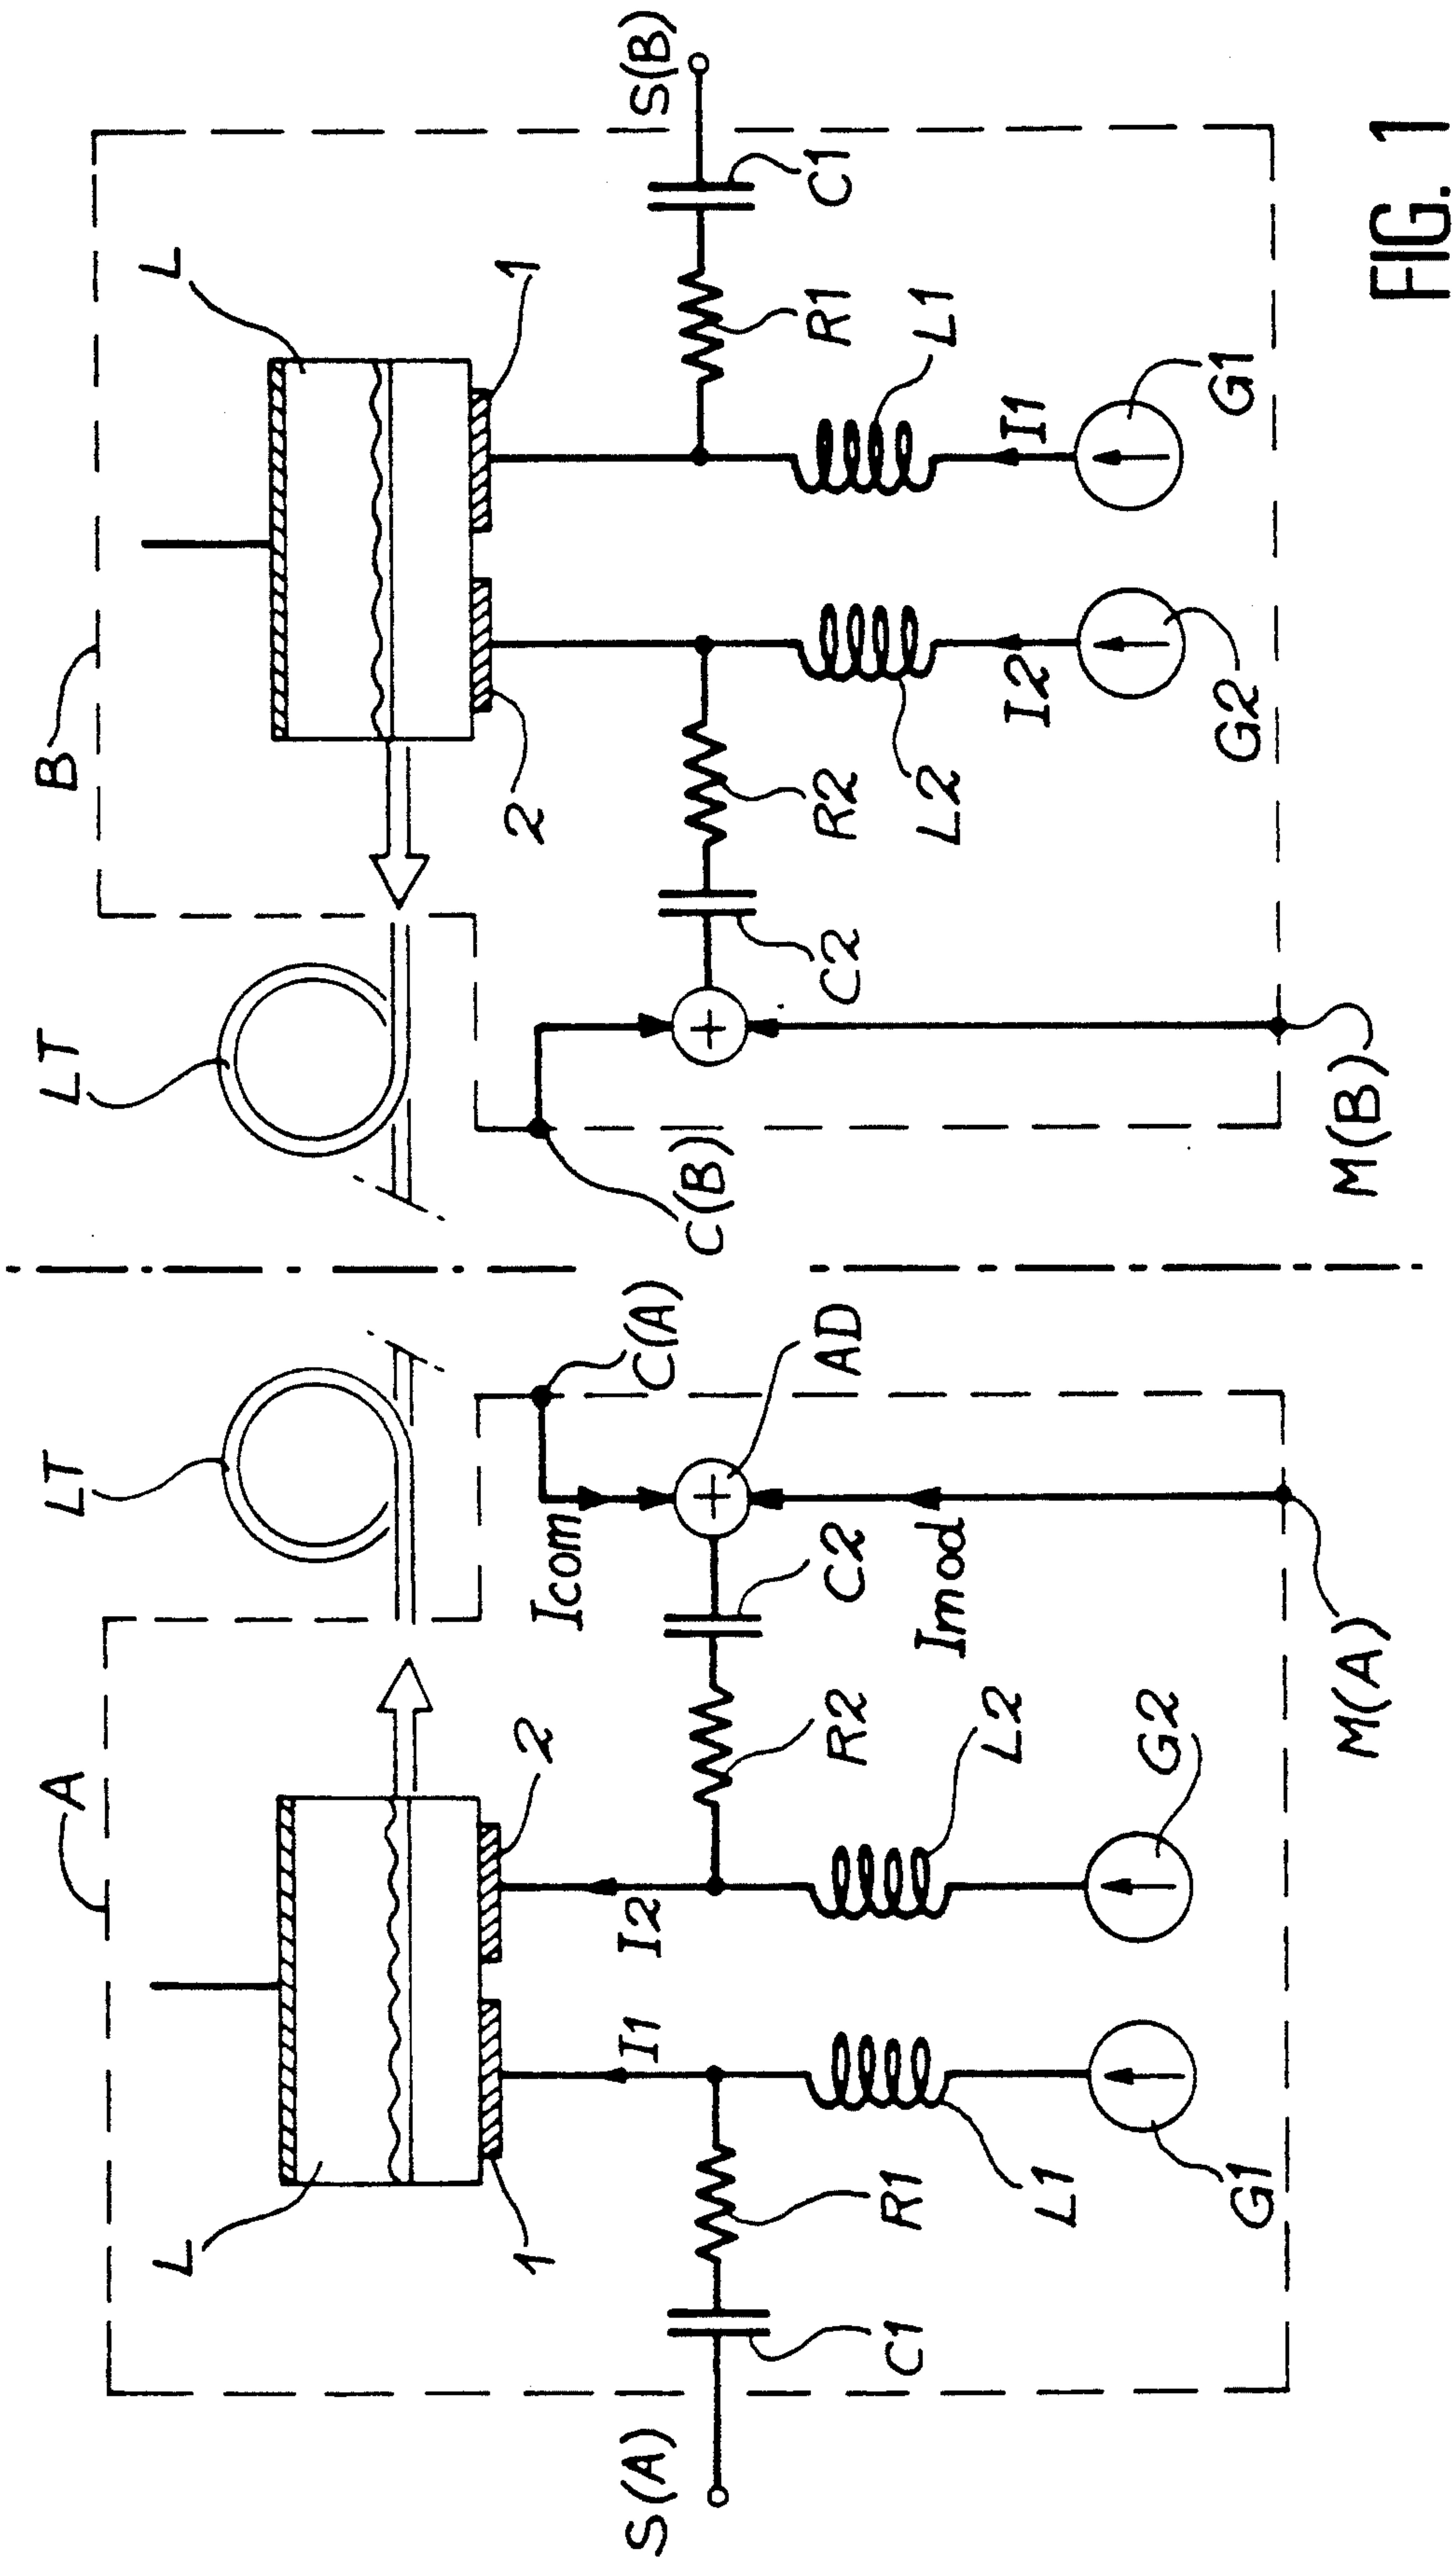 A
LT
LT
B
L
1
2
I1
I2
Icom
C(A)
C(B)
2
1
L
S(A)
C1
R1
R2
C2
AD
C2
R2
R1
C1
S(B)
L1
L2
Imod
L2
L1
I2
I1
G1
G2
G2
G1
M(A)
M(B)
FIG. 1